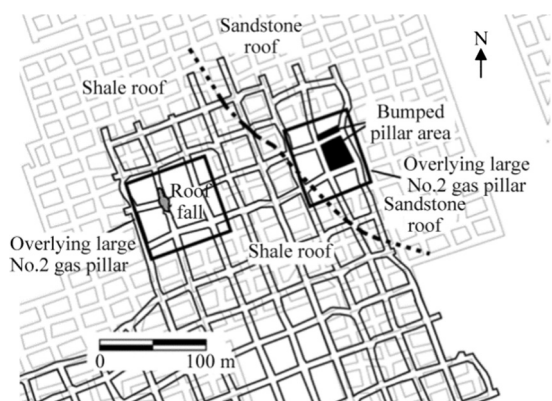 Sandstone
roof
N
Shale roof
Bumped
pillar area
Overlying large
No.2 gas pillar
Roof
fall
Sandstone
roof
Overlying large
No.2 gas pillar
Shale roof
0
100 m